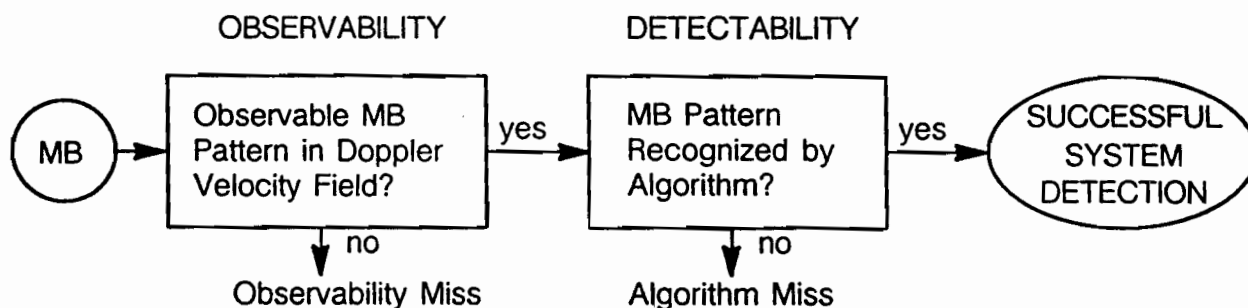 OBSERVABILITY
DETECTABILITY
MB
Observable MB
Pattern in Doppler
Velocity Field?
yes
MB Pattern
Recognized by
Algorithm?
yes
SUCCESSFUL
SYSTEM
DETECTION
no
no
Observability Miss
Algorithm Miss